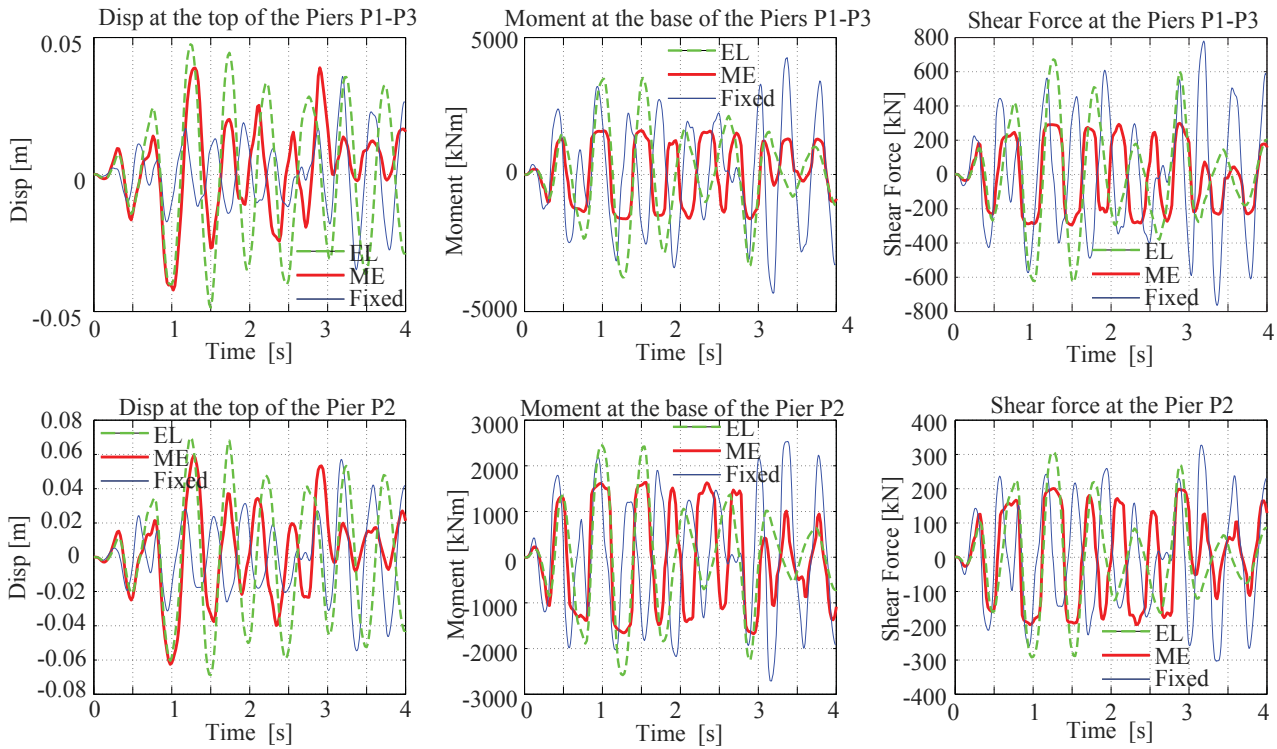 Disp at the top of the Piers P1-P3
0.05
0
-0.05
Disp [m]
EL
ME
Fixed
0 1 2 3 4
Time [s]
Moment at the base of the Piers P1-P3
5000
0
-5000
Moment [kNm]
EL
ME
Fixed
0 1 2 3 4
Time [s]
Shear Force at the Piers P1-P3
800
600
400
200
0
-200
-400
-600
-800
Shear Force [kN]
EL
ME
Fixed
0 1 2 3 4
Time [s]
Disp at the top of the Pier P2
0.08
0.06
0.04
0.02
0
-0.02
-0.04
-0.06
-0.08
Disp [m]
EL
ME
Fixed
0 1 2 3 4
Time [s]
Moment at the base of the Pier P2
3000
2000
1000
0
-1000
-2000
-3000
Moment [kNm]
EL
ME
Fixed
0 1 2 3 4
Time [s]
Shear force at the Pier P2
400
300
200
100
0
-100
-200
-300
-400
Shear Force [kN]
EL
ME
Fixed
0 1 2 3 4
Time [s]